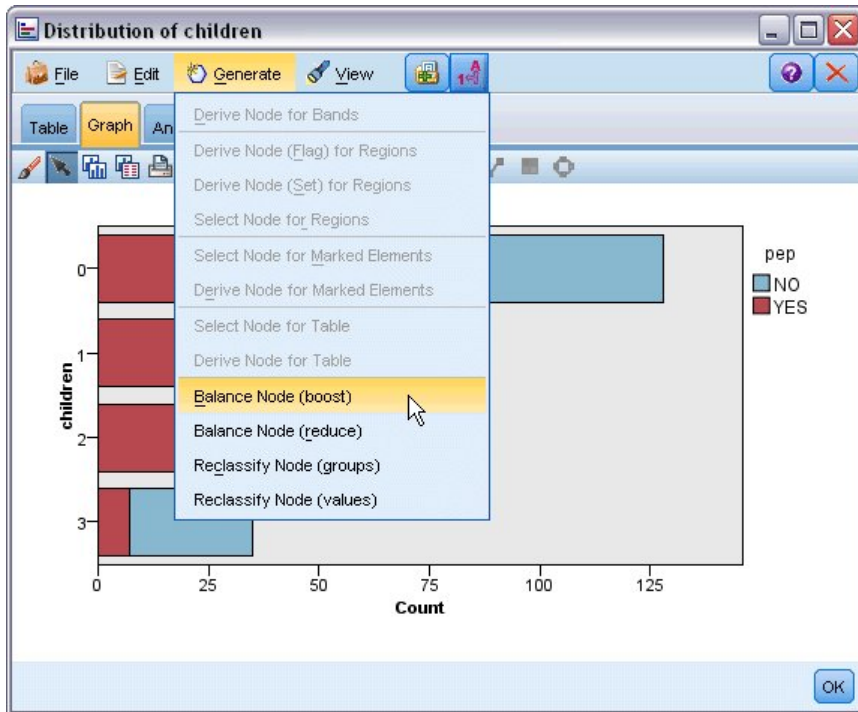 Distribution of children
File Edit Generate View
Table Graph An
Derive Node for Bands
Derive Node (Flag) for Regions
Derive Node (Set) for Regions
Select Node for Regions
Select Node for Marked Elements
Derive Node for Marked Elements
Select Node for Table
Derive Node for Table
Balance Node (boost)
Balance Node (reduce)
Reclassify Node (groups)
Reclassify Node (values)
children
0
1
2
3
0 25 50 75 100 125
Count
pep
NO
YES
OK